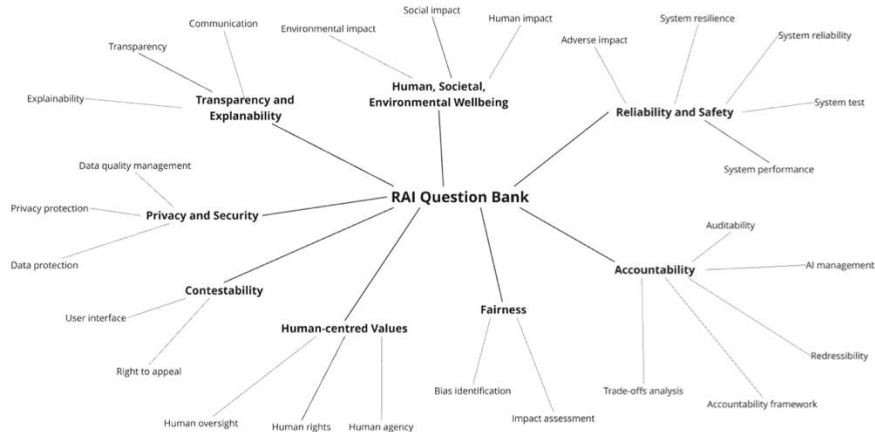 Social impact
Communication
Environmental impact
Human impact
System resilience
Transparency
Adverse impact
System reliability
Explainability
Transparency and
Explanability
Human, Societal,
Environmental Wellbeing
Reliability and Safety
System test
Data quality management
System performance
RAI Question Bank
Privacy protection
Privacy and Security
Auditability
Data protection
Accountability
AI management
Contestability
User interface
Human-centred Values
Fairness
Redressibility
Right to appeal
Bias identification
Trade-offs analysis
Accountability framework
Human oversight
Human rights
Human agency
Impact assessment